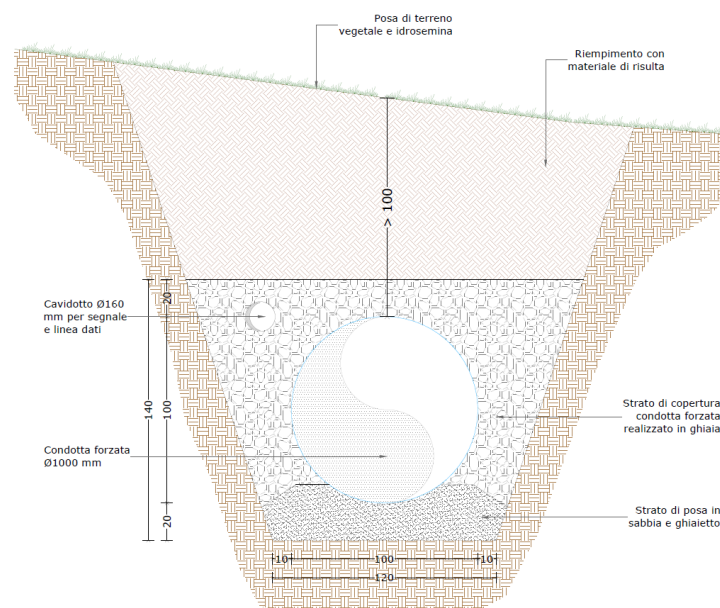 Posa di terreno
vegetale e idrosemina
Riempimento con
materiale di risulta
> 100
20
Cavidotto Ø160
mm per segnale
e linea dati
140
100
Strato di copertura
condotta forzata
realizzato in ghiaia
Condotta forzata
Ø1000 mm
20
Strato di posa in
sabbia e ghiaietto
10
100
10
120